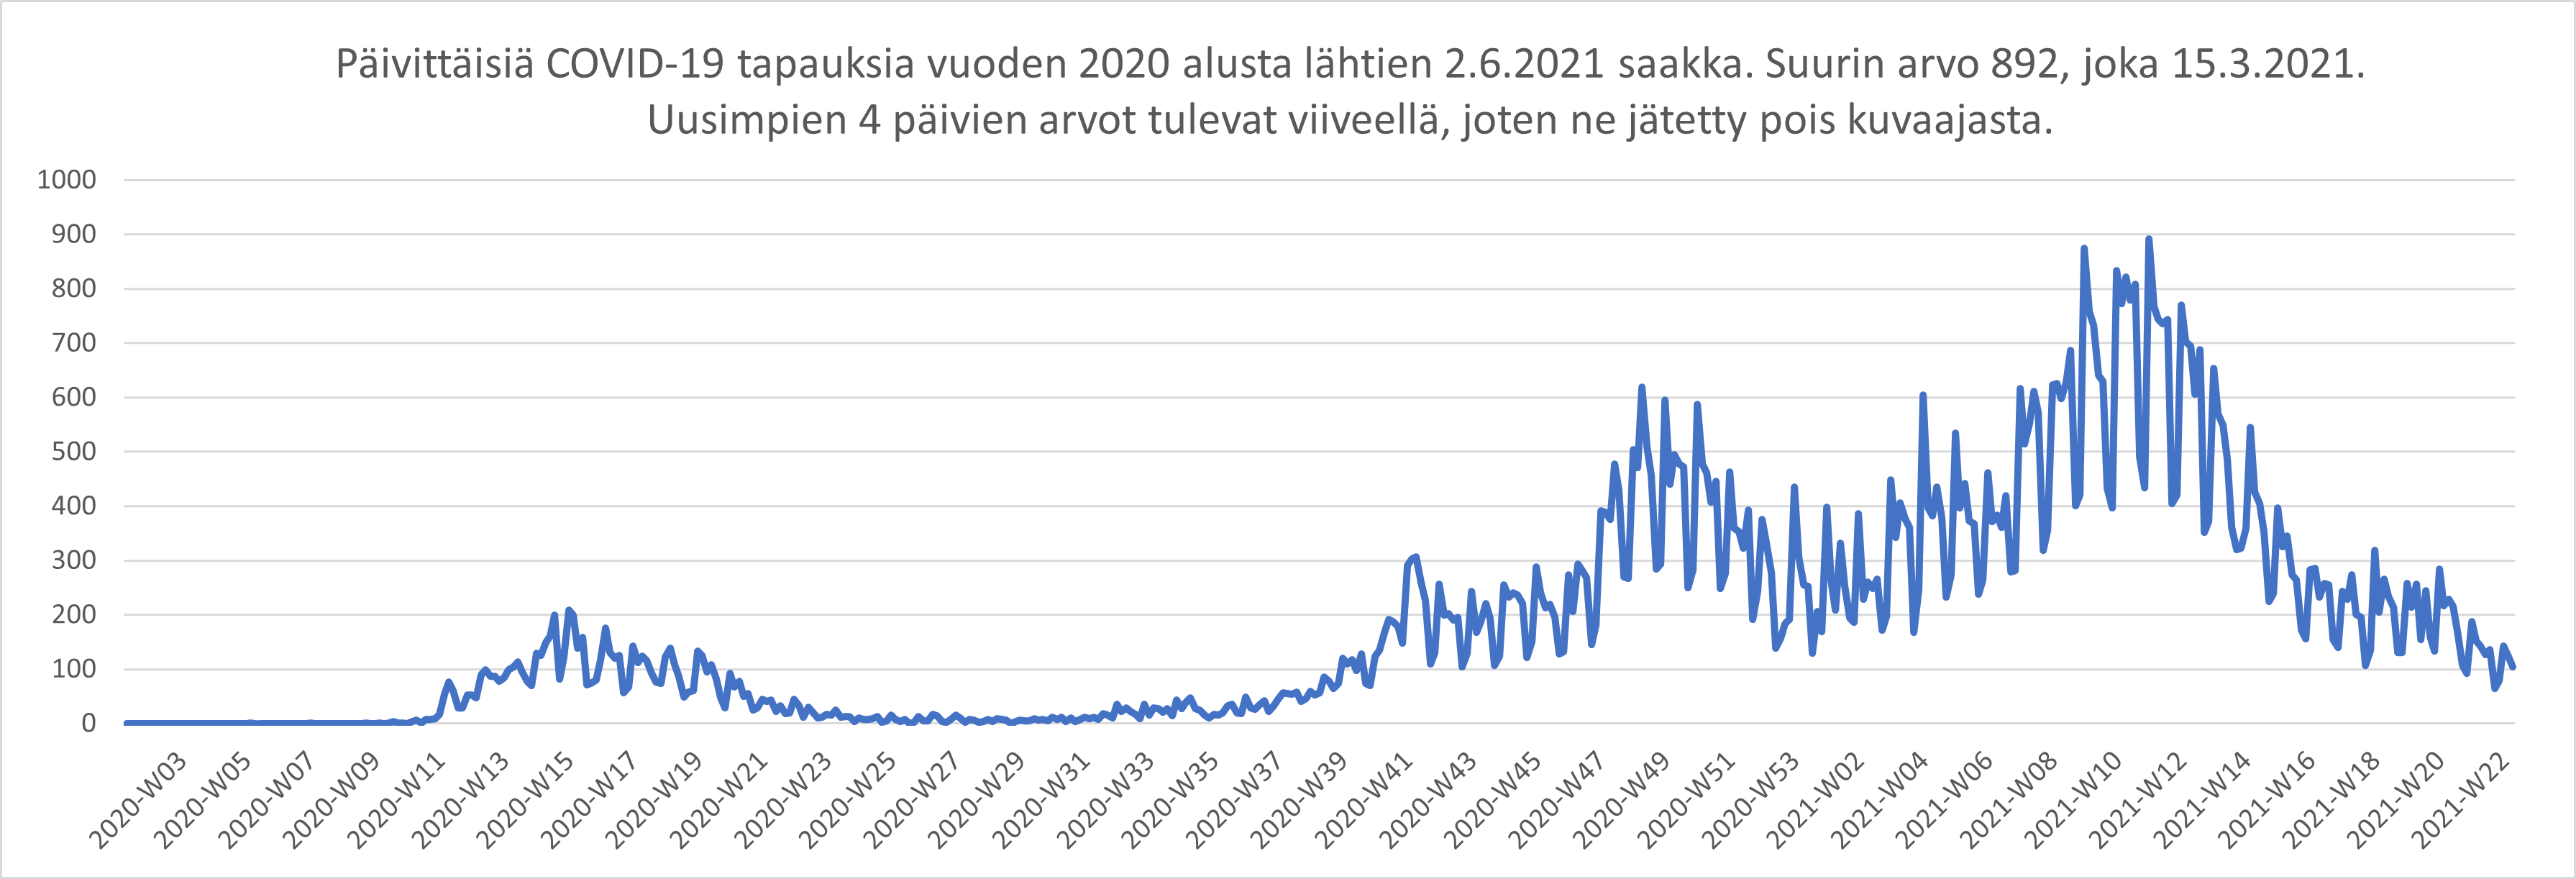 Päivittäisiä COVID-19 tapauksia vuoden 2020 alusta lähtien 2.6.2021 saakka. Suurin arvo 892, joka 15.3.2021.
Uusimpien 4 päivien arvot tulevat viiveellä, joten ne jätetty pois kuvaajasta.
1000
900
800
700
600
500
400
300
200
100
0
2020-W03
2020-W05
2020-W07
2020-W09
2020-W11
2020-W13
2020-W15
2020-W17
2020-W19
2020-W21
2020-W23
2020-W25
2020-W27
2020-W29
2020-W31
2020-W33
2020-W35
2020-W37
2020-W39
2020-W41
2020-W43
2020-W45
2020-W47
2020-W49
2020-W51
2020-W53
2021-W02
2021-W04
2021-W06
2021-W08
2021-W10
2021-W12
2021-W14
2021-W16
2021-W18
2021-W20
2021-W22